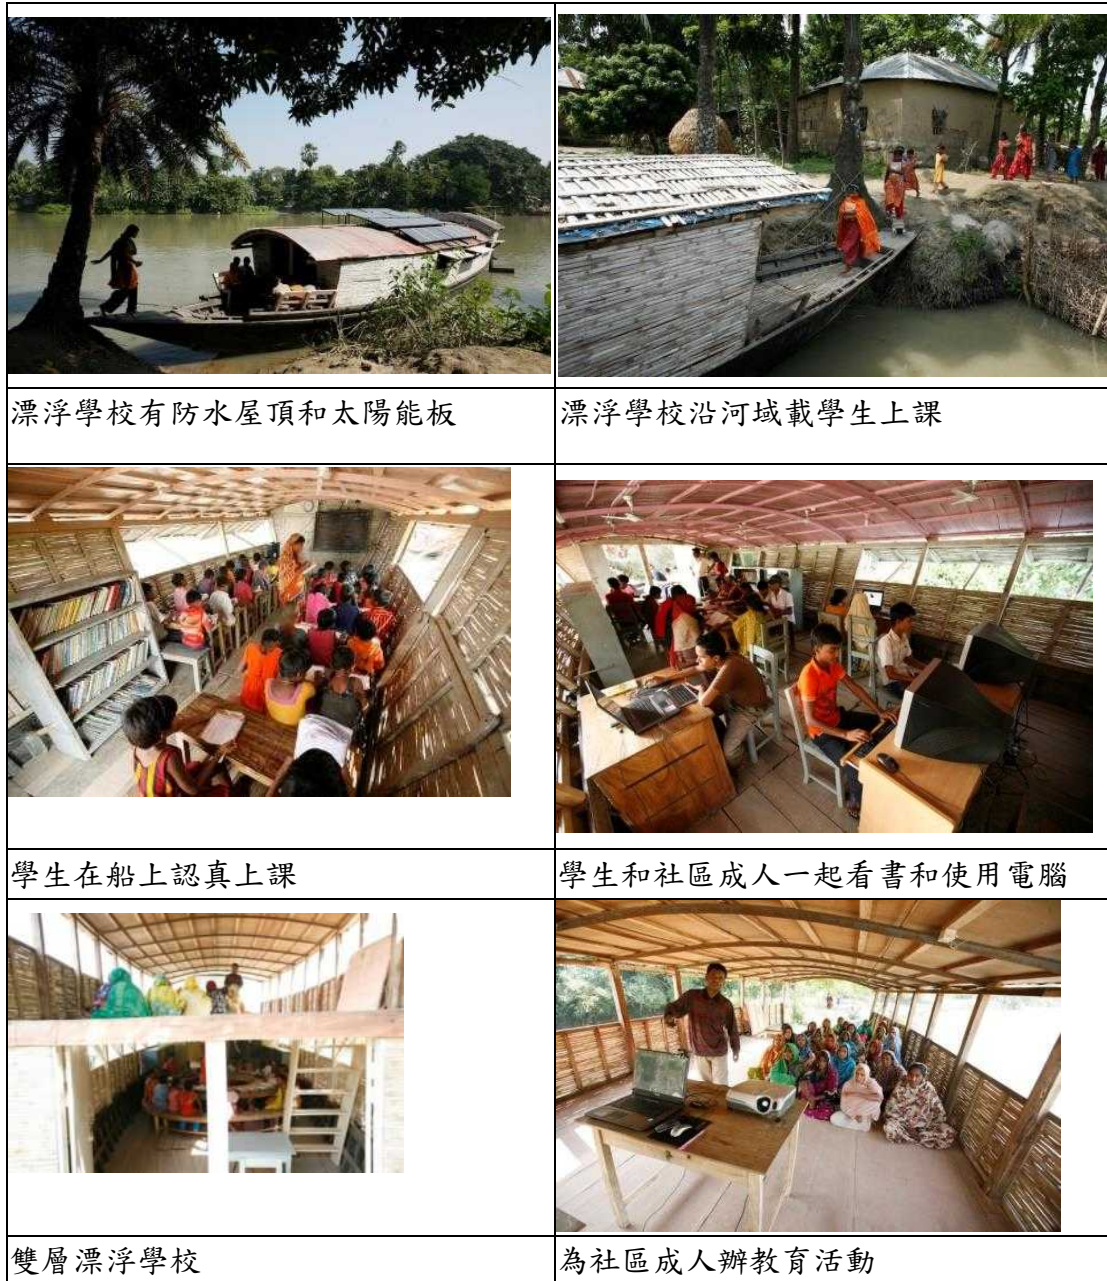 漂浮學校有防水屋頂和太陽能板
漂浮學校沿河域載學生上課
學生在船上認真上課
學生和社區成人一起看書和使用電腦
雙層漂浮學校
為社區成人辦教育活動